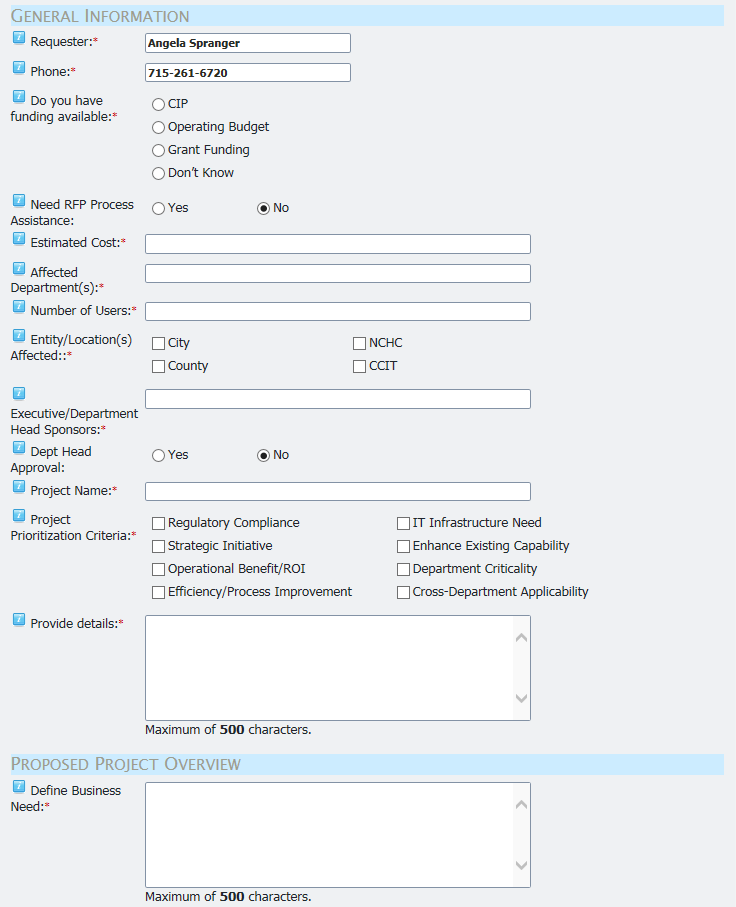 GENERAL INFORMATION
Requester:* Angela Spranger
Phone:* 715-261-6720
Do you have
funding available:*
CIP
Operating Budget
Grant Funding
Don't Know
Need RFP Process
Assistance:
Yes No
Estimated Cost:*
Affected
Department(s):*
Number of Users:*
Entity/Location(s)
Affected::*
City NCHC
County CCIT
Executive/Department
Head Sponsors:*
Dept Head
Approval:
Yes No
Project Name:*
Project
Prioritization Criteria:*
Regulatory Compliance IT Infrastructure Need
Strategic Initiative Enhance Existing Capability
Operational Benefit/ROI Department Criticality
Efficiency/Process Improvement Cross-Department Applicability
Provide details:*
Maximum of 500 characters.
PROPOSED PROJECT OVERVIEW
Define Business
Need:*
Maximum of 500 characters.